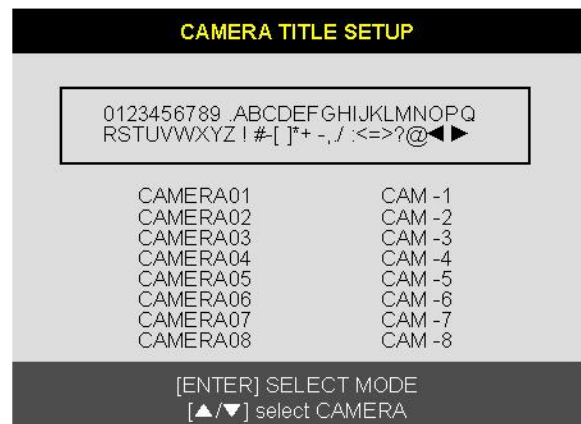 CAMERA TITLE SETUP
0123456789 .ABCDEFGHIJKLMNOPQ
RSTUVWXYZ ! #-[ ]*+ -,./ :<=>?@◀ ▶
CAMERA01 CAM -1
CAMERA02 CAM -2
CAMERA03 CAM -3
CAMERA04 CAM -4
CAMERA05 CAM -5
CAMERA06 CAM -6
CAMERA07 CAM -7
CAMERA08 CAM -8
[ENTER] SELECT MODE
[▲/▼] select CAMERA